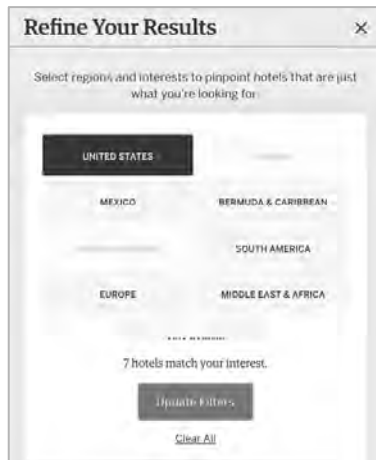 Refine Your Results ×
Select regions and interests to pinpoint hotels that are just
what you're looking for
UNITED STATES
MEXICO BERMUDA & CARIBBEAN
SOUTH AMERICA
EUROPE MIDDLE EAST & AFRICA
7 hotels match your interest.
Update Filters
Clear All